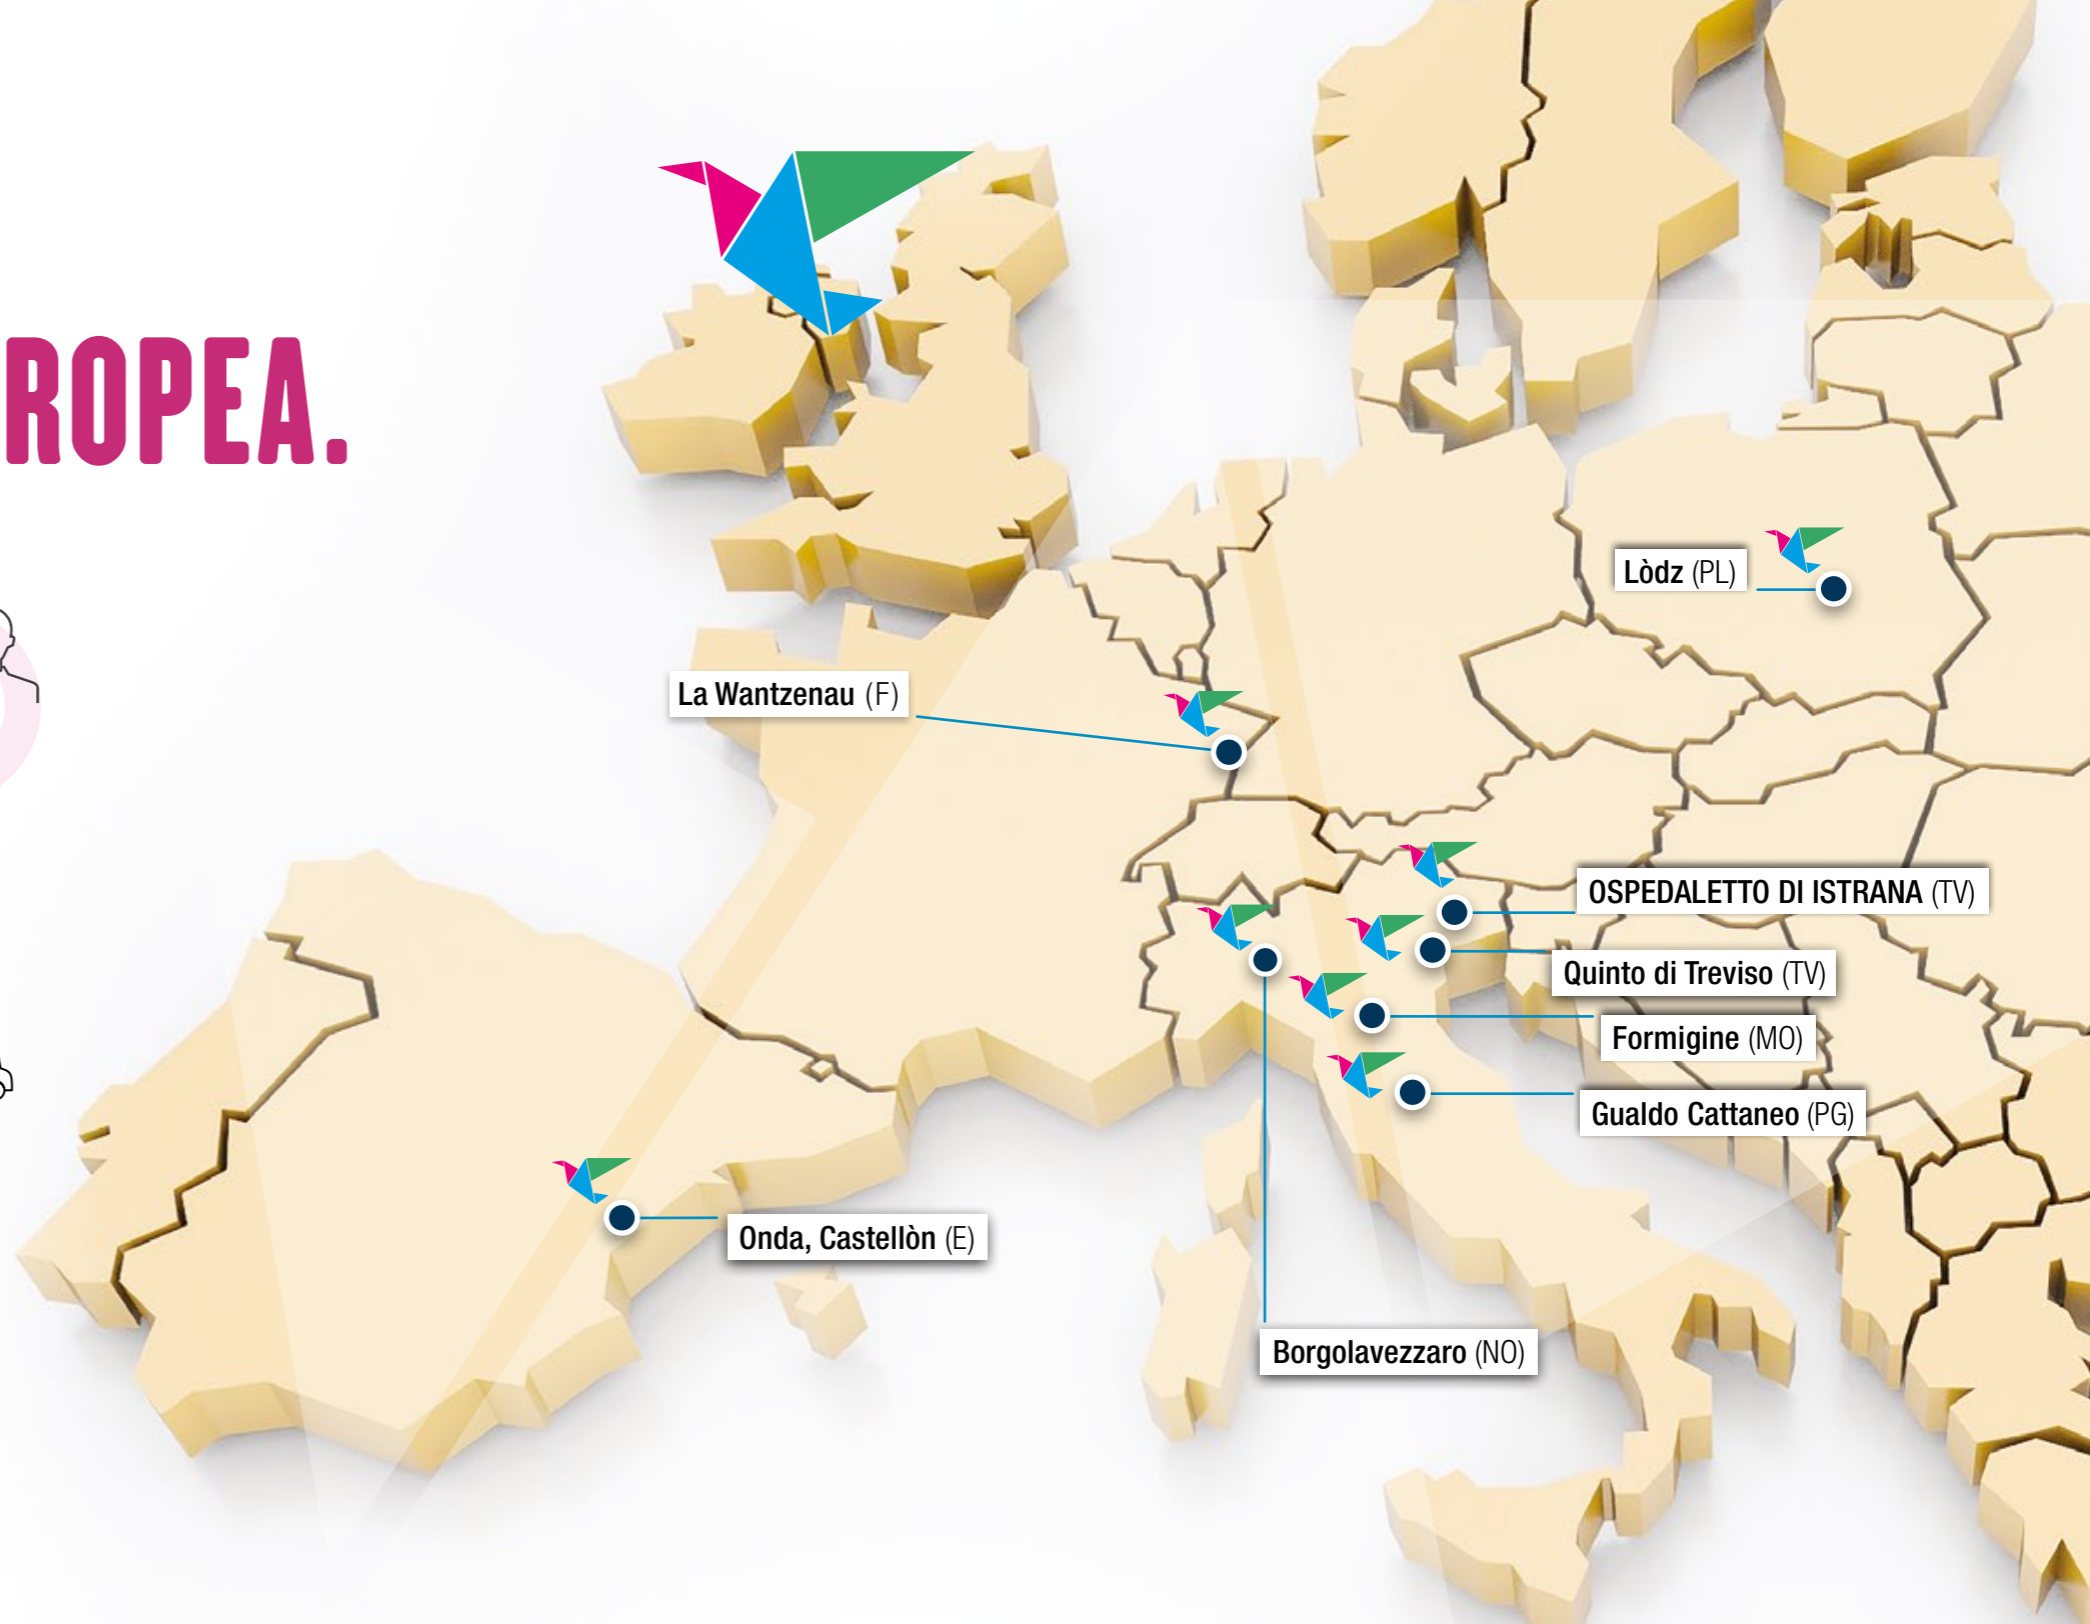 ROPEA.
Lòdz (PL)
La Wantzenau (F)
OSPEDALETTO DI ISTRANA (TV)
Quinto di Treviso (TV)
Formigine (MO)
Gualdo Cattaneo (PG)
Onda, Castellòn (E)
Borgolavezzaro (NO)